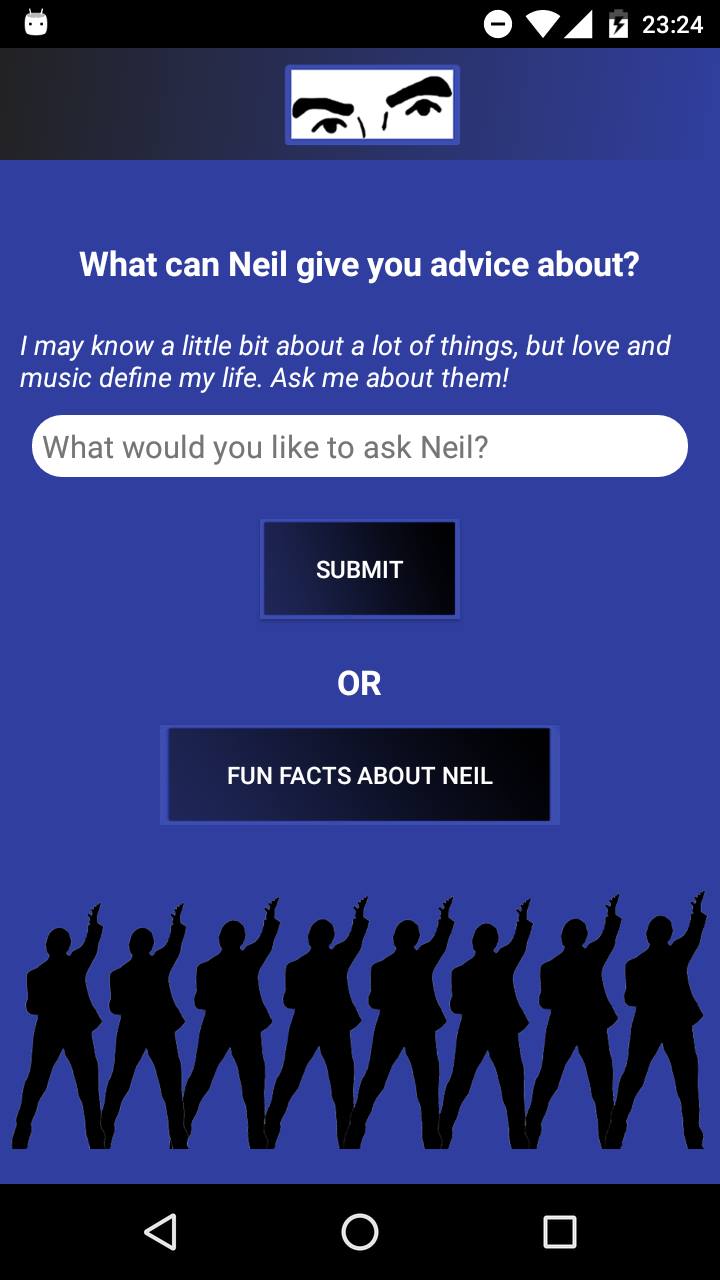 23:24
What can Neil give you advice about?
I may know a little bit about a lot of things, but love and
music define my life. Ask me about them!
What would you like to ask Neil?
SUBMIT
OR
FUN FACTS ABOUT NEIL